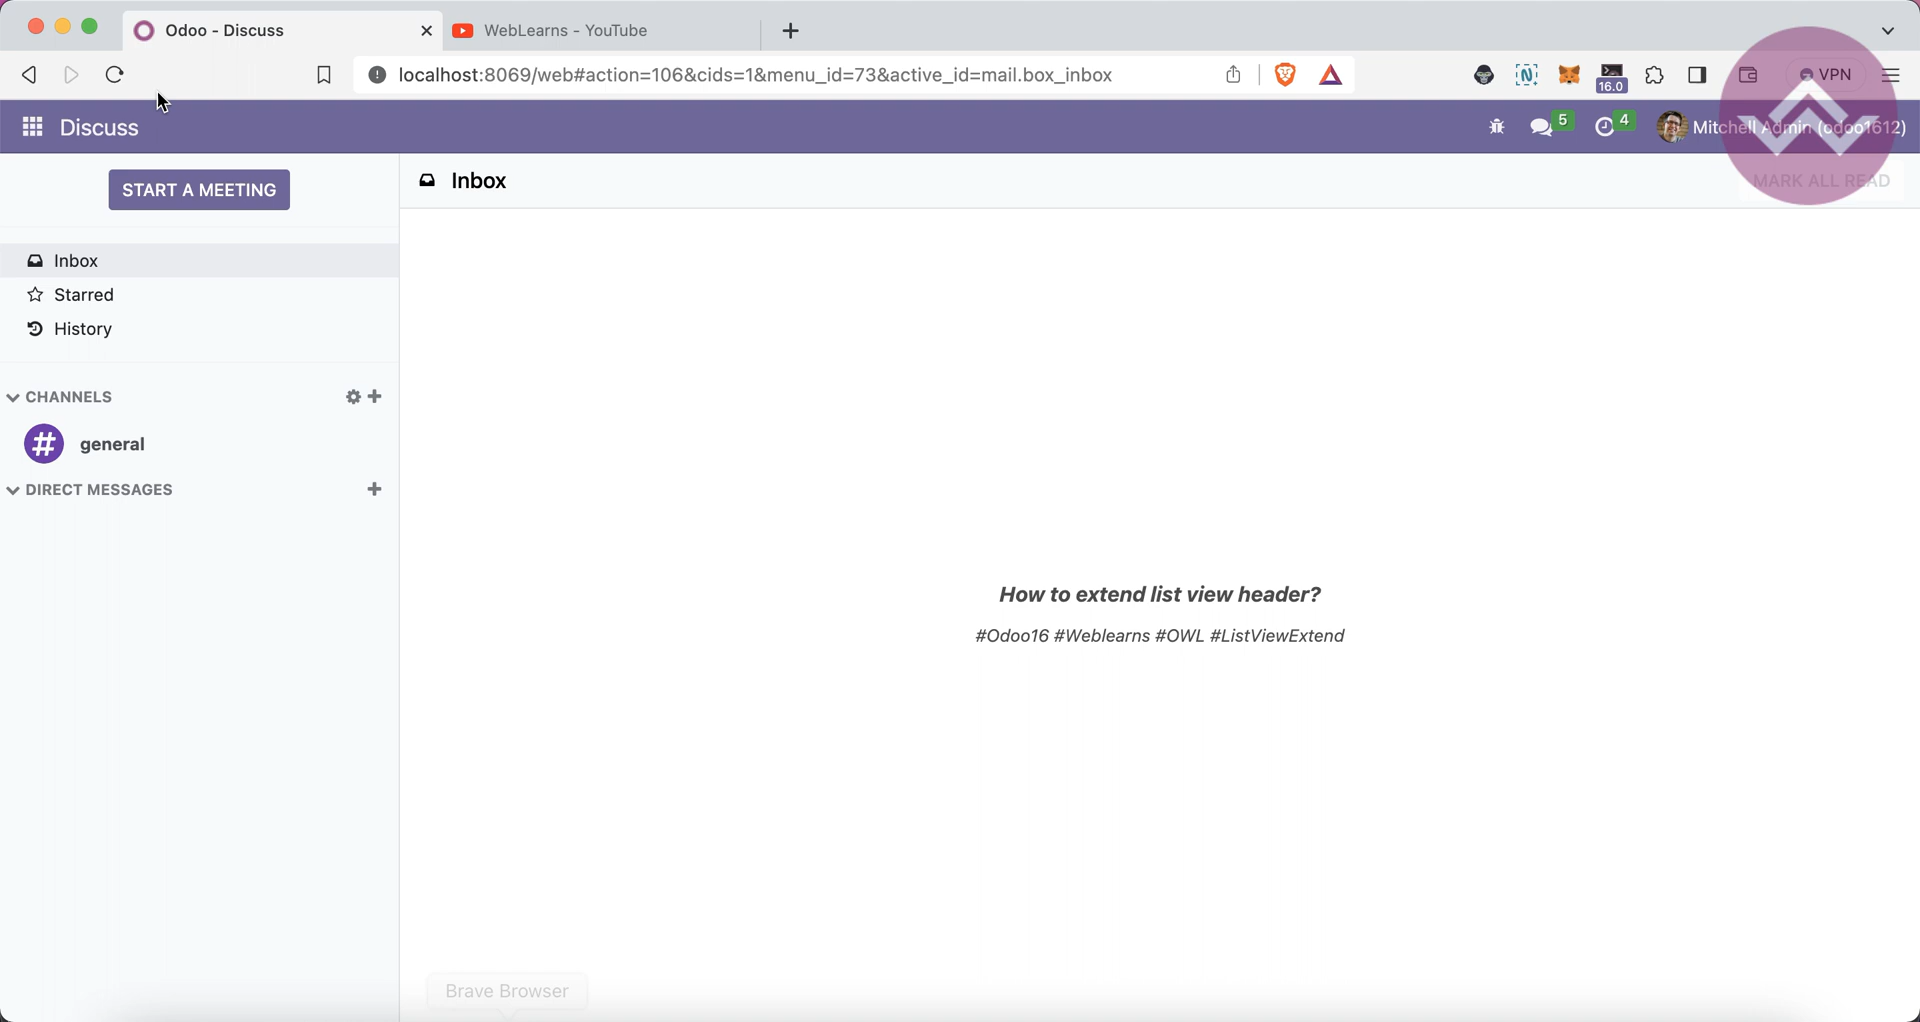 Odoo - Discuss
WebLearns - YouTube
localhost:8069/web#action=106&cids=1&menu_id=73&active_id=mail.box_inbox
16.0
VPN
Discuss
5
4
Mitchell Admin (odoo1612)
START A MEETING
Inbox
MARK ALL READ
Inbox
Starred
History
CHANNELS
general
DIRECT MESSAGES
How to extend list view header?
#Odoo16 #Weblearns #OWL #ListViewExtend
Brave Browser